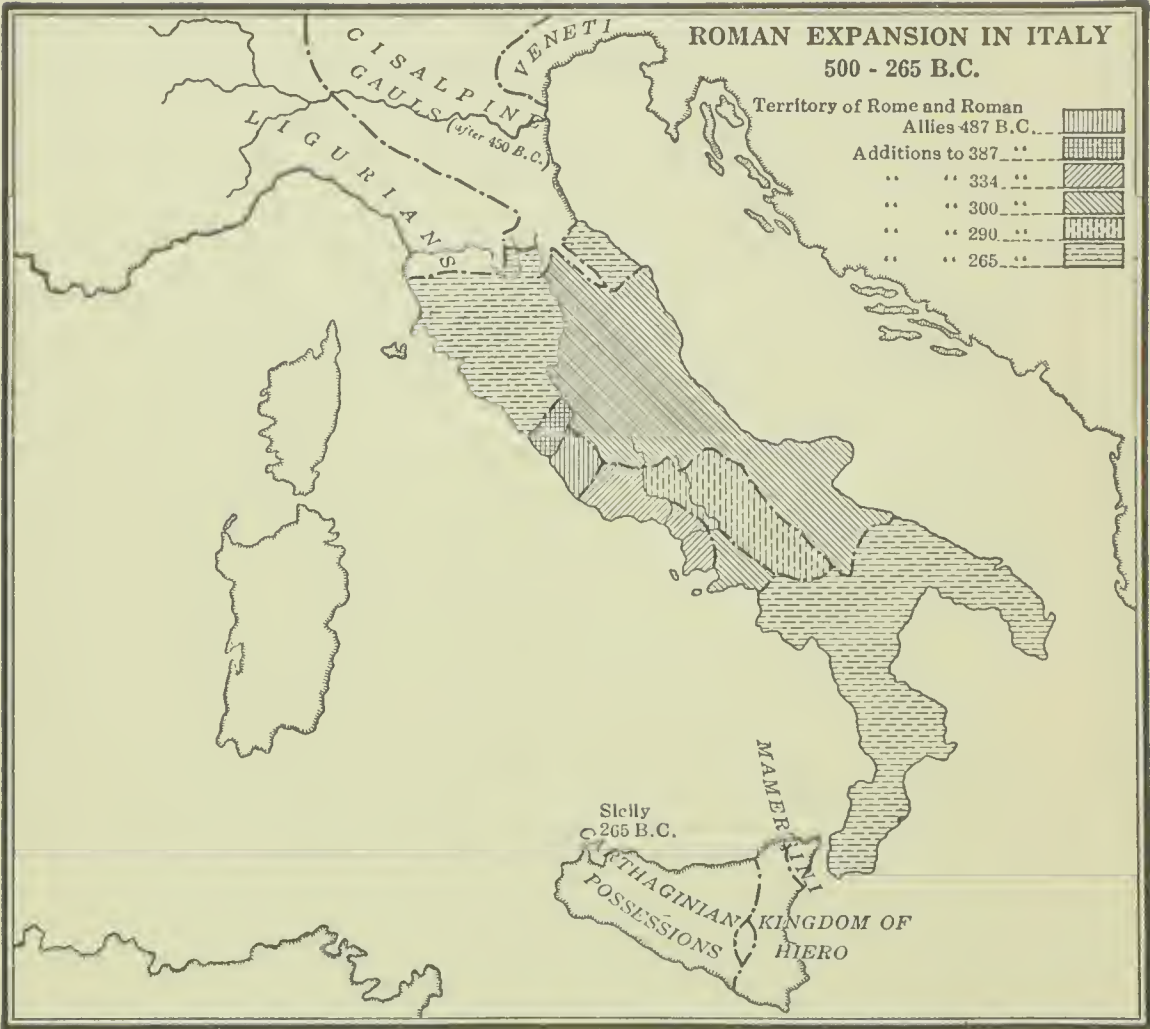 ROMAN EXPANSION IN ITALY
500 - 265 B.C.
Territory of Rome and Roman
Allies 487 B.C.
Additions to 387 "
" " 334 "
" " 300 "
" " 290 "
" " 265 "
CISALPINE
GAULS (after 450 B.C.)
VENETI
LIGURIANS
Sicily
265 B.C.
MAMERTINI
CARTHAGINIAN
POSSESSIONS
KINGDOM OF
HIERO